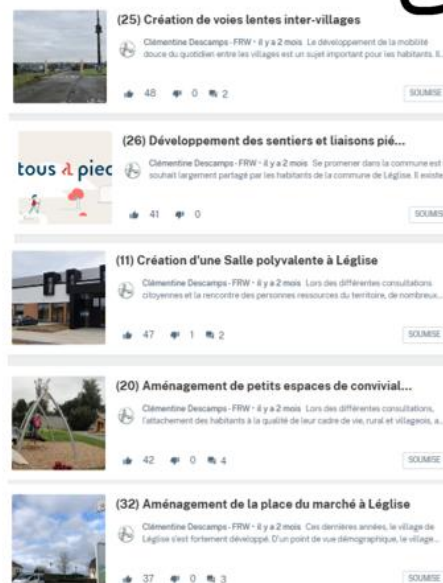 (25) Création de voies lentes inter-villages
Clémentine Descamps - FRW • il y a 2 mois Le développement de la mobilité
douce du quotidien entre les villages est un sujet important pour les habitants. Il...
48 0 2
SOUMISE
(26) Développement des sentiers et liaisons pié...
tous à pied
Clémentine Descamps - FRW • il y a 2 mois Se promener dans la commune est
souhait largement partagé par les habitants de la commune de Léglise. Il existe
41 0
SOUMIS
(11) Création d'une Salle polyvalente à Léglise
Clémentine Descamps - FRW • il y a 2 mois Lors des différentes consultations
citoyennes et la rencontre des personnes ressources du territoire, de nombreux...
47 1 2
SOUMISE
(20) Aménagement de petits espaces de convivial...
Clémentine Descamps - FRW • il y a 2 mois Lors des différentes consultations,
l'attachement des habitants à la qualité de leur cadre de vie, rural et villageois, a...
42 0 4
SOUMISE
(32) Aménagement de la place du marché à Léglise
Clémentine Descamps - FRW • il y a 2 mois Ces dernières années, le village de
Léglise s'est fortement développé. D'un point de vue démographique, le village...
37 0 3
SOUMISE